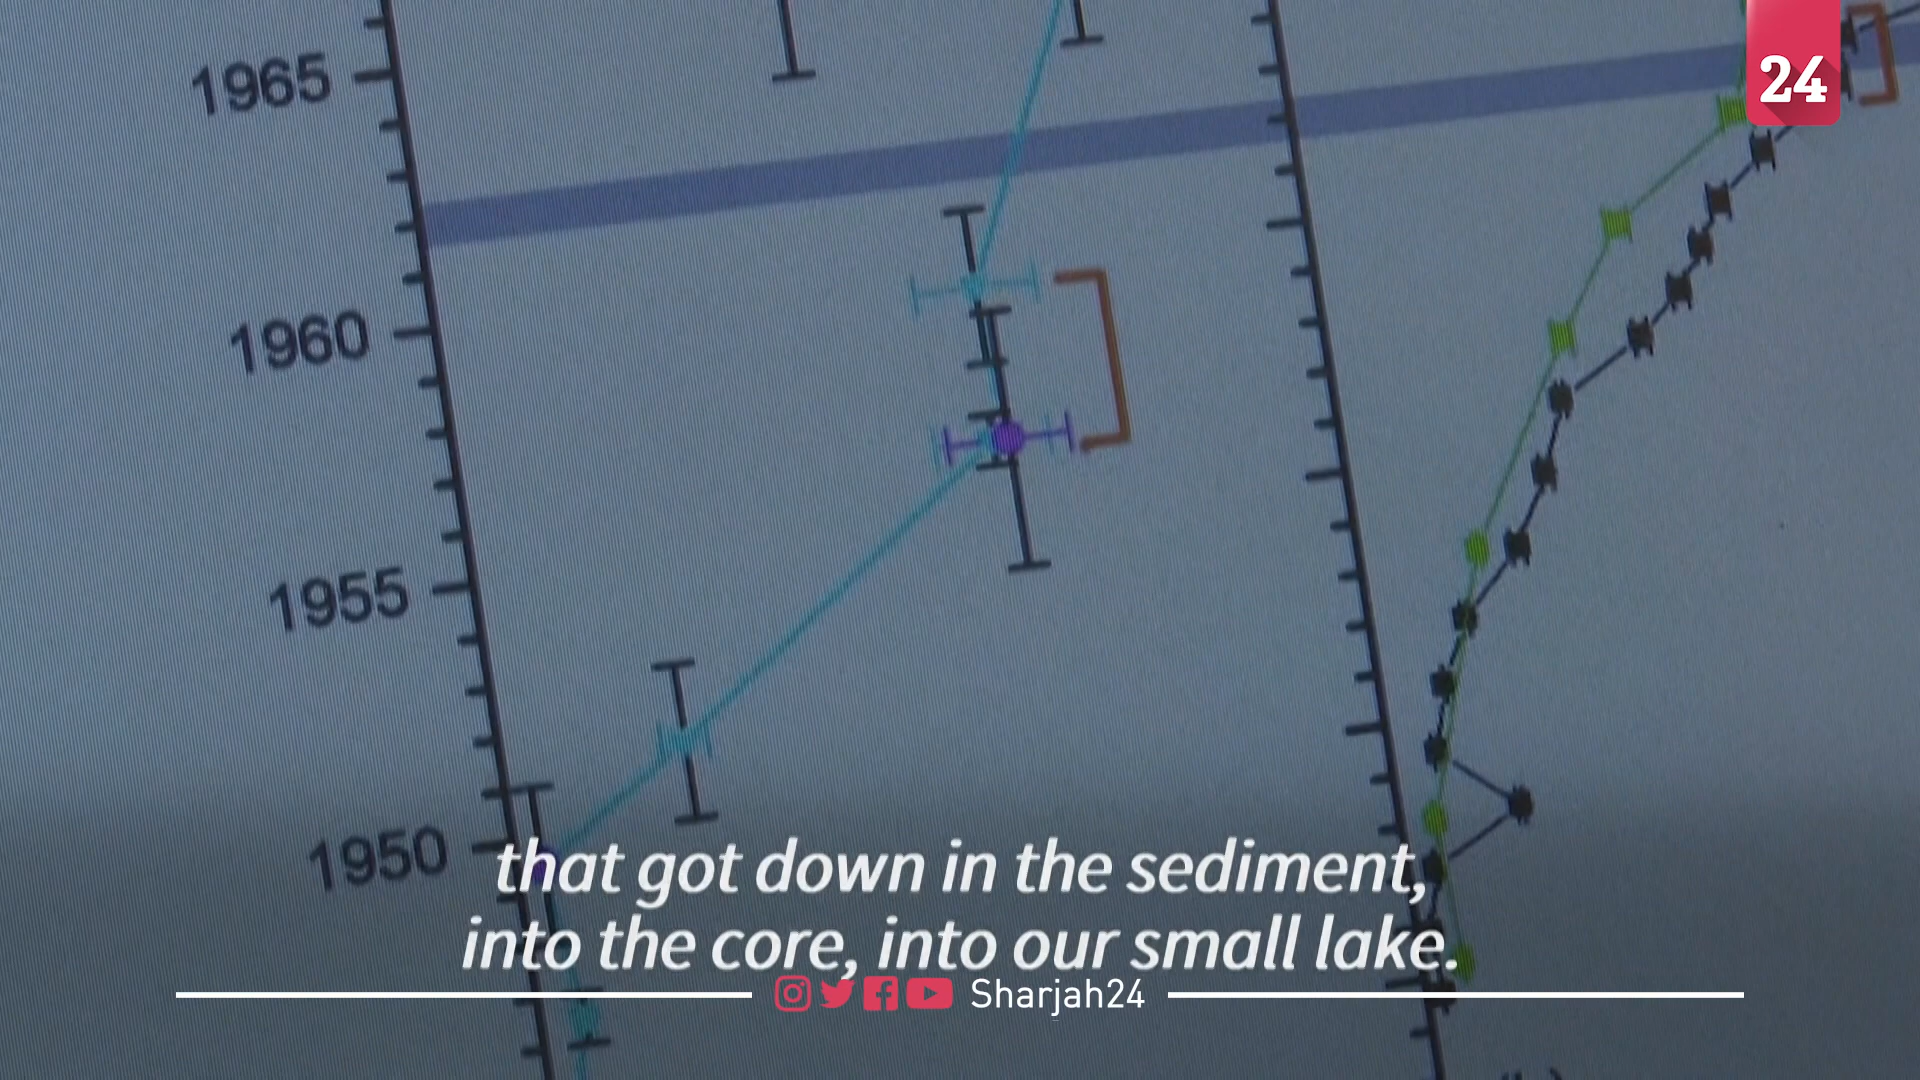 24
1965
1960
1955
1950
that got down in the sediment,
into the core, into our small lake.
Sharjah24